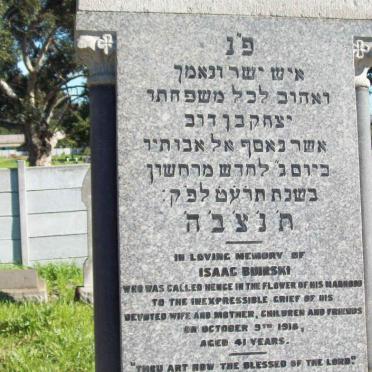 פ״נ
איש ישר ונאמן
ואהוב לכל משפחתו
יצחק בן דוב
אשר נאסף אל אבותיו
ביום ג׳ לחדש מרחשון
בשנת תרע״ט לפ״ק:
ת׳נ׳צ׳ב׳ה׳
IN LOVING MEMORY OF
ISAAC BUIRSKI
WHO WAS CALLED HENCE IN THE FLOWER OF HIS MANHOOD
TO THE INEXPRESSIBLE GRIEF OF HIS
DEVOTED WIFE AND MOTHER, CHILDREN AND FRIENDS
ON OCTOBER 9TH 1918,
AGED 41 YEARS.
"THOU ART NOW THE BLESSED OF THE LORD."